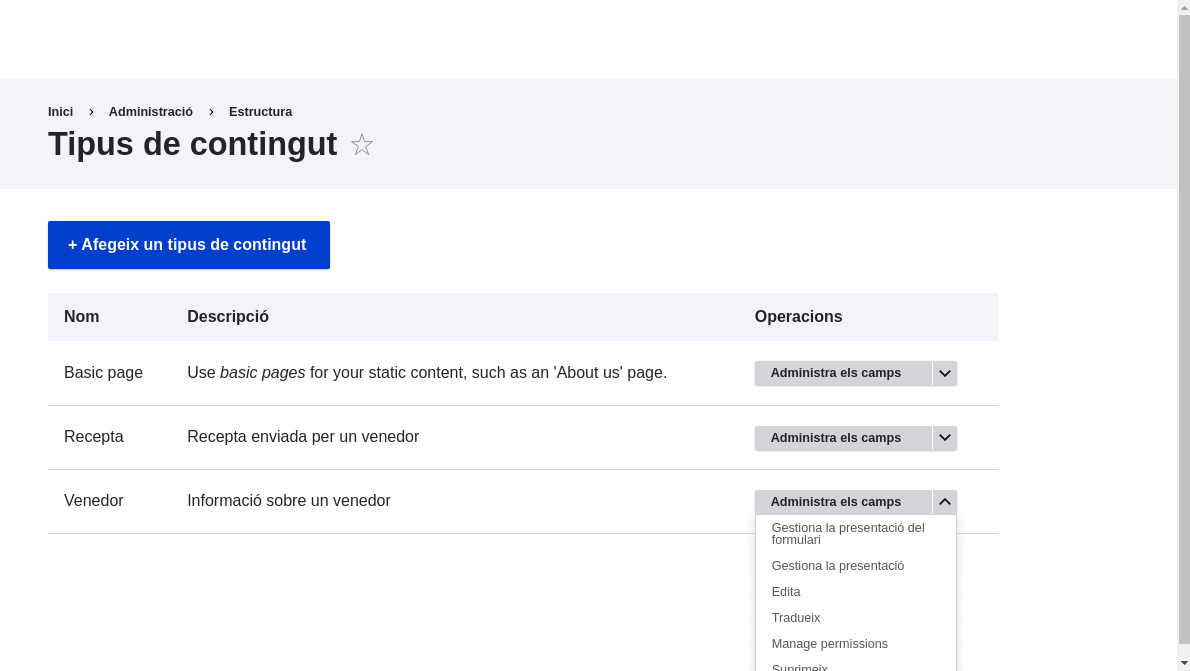 Inici › Administració › Estructura
Tipus de contingut ☆
+ Afegeix un tipus de contingut
Nom Descripció Operacions
Basic page Use basic pages for your static content, such as an 'About us' page. Administra els camps
Recepta Recepta enviada per un venedor Administra els camps
Venedor Informació sobre un venedor Administra els camps
Gestiona la presentació del
formulari
Gestiona la presentació
Edita
Tradueix
Manage permissions
Suprimeix